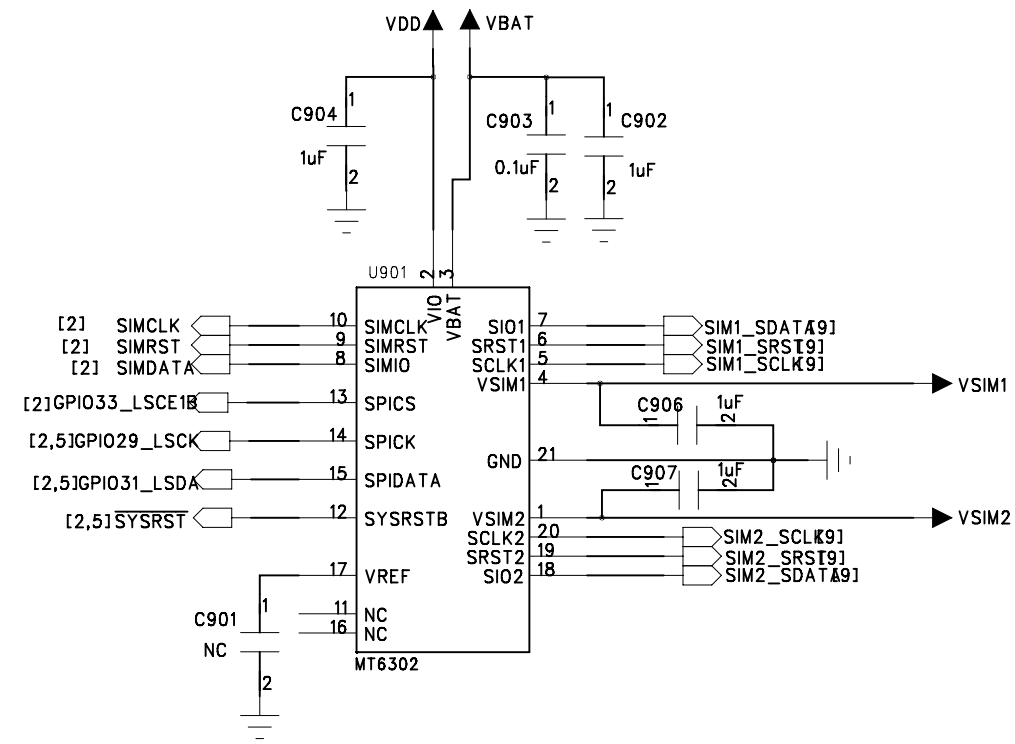 VDD VBAT
1 1 1
C904 C903 C902
1uF 0.1uF 1uF
2 2 2
U901 2 3
VIO VBAT
[2] SIMCLK 10 SIMCLK SIO1 7 SIM1_SDATA[9]
[2] SIMRST 9 SIMRST SRST1 6 SIM1_SRST[9]
[2] SIMDATA 8 SIMIO SCLK1 5 SIM1_SCLK[9]
VSIM1 4 VSIM1
[2]GPIO33_LSCE1B 13 SPICS C906 1uF
1 2
[2,5]GPIO29_LSCK 14 SPICK
GND 21
[2,5]GPIO31_LSDA 15 SPIDATA C907 1uF
1 2
[2,5]SYSRST 12 SYSRSTB VSIM2 1 VSIM2
SCLK2 20 SIM2_SCLK[9]
SRST2 19 SIM2_SRST[9]
17 VREF SIO2 18 SIM2_SDATA[9]
1
C901 11 NC
16 NC
NC
MT6302
2